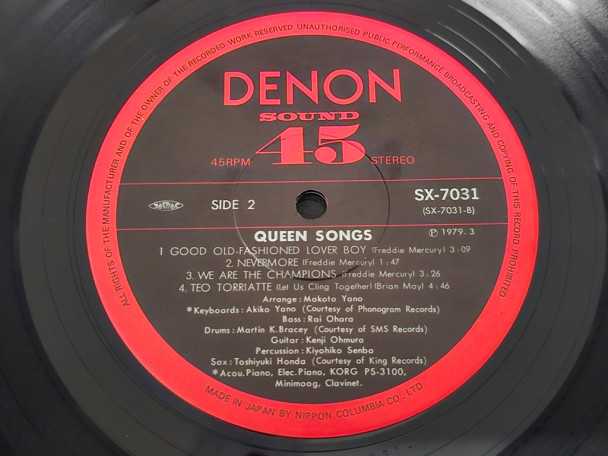 ALL RIGHTS OF THE MANUFACTURER AND OF THE OWNER OF THE RECORDED WORK RESERVED UNAUTHORISED PUBLIC PERFORMANCE BROADCASTING AND COPYING OF THIS RECORD PROHIBITED
DENON
SOUND
45
45RPM STEREO
SIDE 2 SX-7031
(SX-7031-B)
QUEEN SONGS Ⓟ 1979. 3
1 GOOD OLD-FASHIONED LOVER BOY (Freddie Mercury) 3:09
2. NEVERMORE (Freddie Mercury) 1:47
3. WE ARE THE CHAMPIONS (Freddie Mercury) 3:26
4. TEO TORRIATTE (Let Us Cling Together) (Brian May) 4:46
Arrange: Makoto Yano
*Keyboards: Akiko Yano (Courtesy of Phonogram Records)
Bass: Rai Ohara
Drums: Martin K.Bracey (Courtesy of SMS Records)
Guitar: Kenji Ohmura
Percussion: Kiyohiko Senba
Sax: Toshiyuki Honda (Courtesy of King Records)
*Acou.Piano, Elec.Piano, KORG PS-3100,
Minimoog, Clavinet.
MADE IN JAPAN BY NIPPON COLUMBIA CO., LTD.